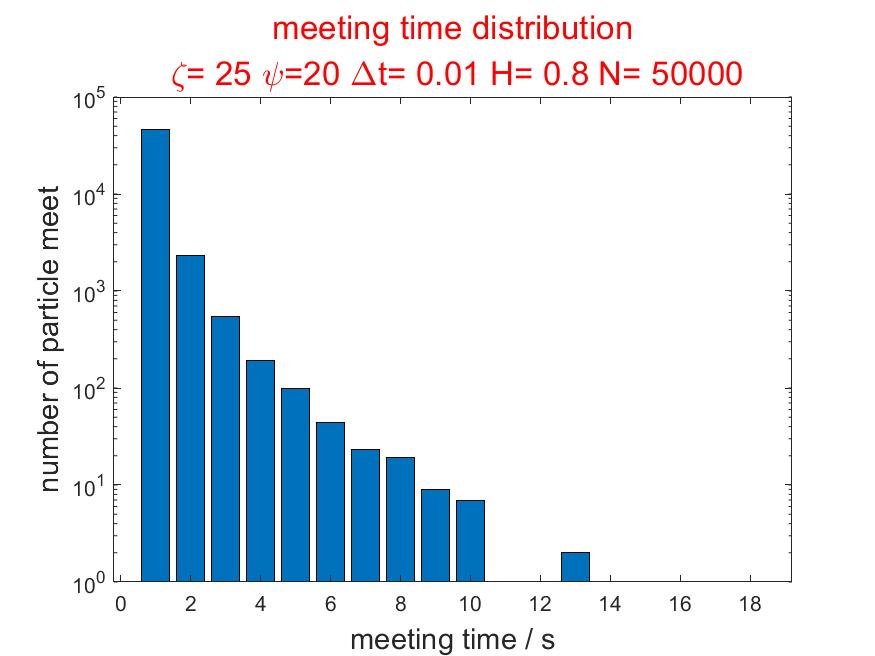 meeting time distribution
ζ= 25 ψ=20 Δt= 0.01 H= 0.8 N= 50000
number of particle meet
10^5
10^4
10^3
10^2
10^1
10^0
0 2 4 6 8 10 12 14 16 18
meeting time / s